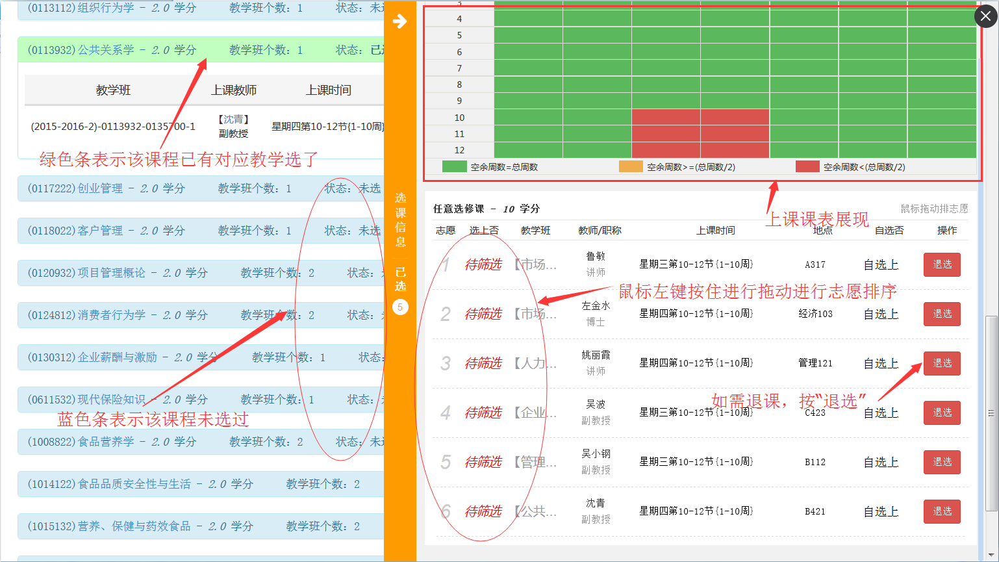 (0113112)组织行为学 - 2.0 学分 教学班个数: 1 状态: 未选
(0113932)公共关系学 - 2.0 学分 教学班个数: 1 状态: 已选
教学班 上课教师 上课时间
(2015-2016-2)-0113932-0135700-1 【沈青】 副教授 星期四第10-12节{1-10周}
绿色条表示该课程已有对应教学选了
(0117222)创业管理 - 2.0 学分 教学班个数: 1 状态: 未选
(0118022)客户管理 - 2.0 学分 教学班个数: 1 状态: 未选
(0120932)项目管理概论 - 2.0 学分 教学班个数: 2 状态:
(0124812)消费者行为学 - 2.0 学分 教学班个数: 2 状态:
(0130312)企业薪酬与激励 - 2.0 学分 教学班个数: 1 状态:
(0611532)现代保险知识 - 2.0 学分 教学班个数: 1 状态:
蓝色条表示该课程未选过
(1008822)食品营养学 - 2.0 学分 教学班个数: 2 状态: 未
(1014122)食品品质安全性与生活 - 2.0 学分 教学班个数: 2
(1015132)营养、保健与药效食品 - 2.0 学分 教学班个数: 2
选课信息
已选
5
3
4
5
6
7
8
9
10
11
12
空余周数=总周数 空余周数>=(总周数/2) 空余周数<(总周数/2)
上课课表展现
任意选修课 - 10 学分 鼠标拖动排志愿
志愿 选上否 教学班 教师/职称 上课时间 地点 自选否 操作
1 待筛选 【市场... 鲁敏 讲师 星期三第10-12节{1-10周} A317 自选上 退选
鼠标左键按住进行拖动进行志愿排序
2 待筛选 【市场... 左金水 博士 星期四第10-12节{1-10周} 经济103 自选上 退选
3 待筛选 【人力... 姚丽霞 讲师 星期四第10-12节{1-10周} 管理121 自选上 退选
如需退课，按“退选”
4 待筛选 【企业... 吴波 副教授 星期三第10-12节{1-10周} C423 自选上 退选
5 待筛选 【管理... 吴小钢 副教授 星期三第10-12节{1-10周} B112 自选上 退选
6 待筛选 【公共... 沈青 副教授 星期四第10-12节{1-10周} B421 自选上 退选